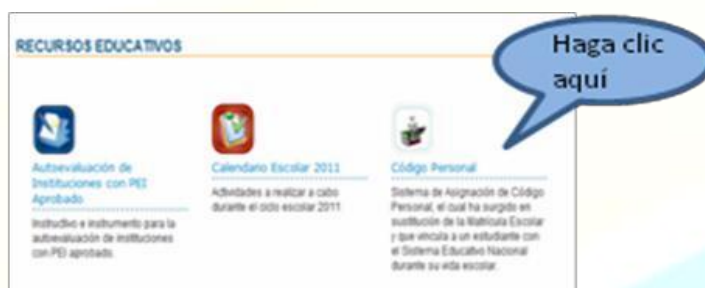 RECURSOS EDUCATIVOS
Haga clic
aquí
Autoevaluación de
Instituciones con PEI
Aprobado
Instructivo e instrumento para la
autoevaluación de instituciones
con PEI aprobado.
Calendario Escolar 2011
Actividades a realizar a cabo
durante el ciclo escolar 2011
Código Personal
Sistema de Asignación de Código
Personal, el cual ha surgido en
sustitución de la Matrícula Escolar
y que vincula a un estudiante con
el Sistema Educativo Nacional
durante su vida escolar.